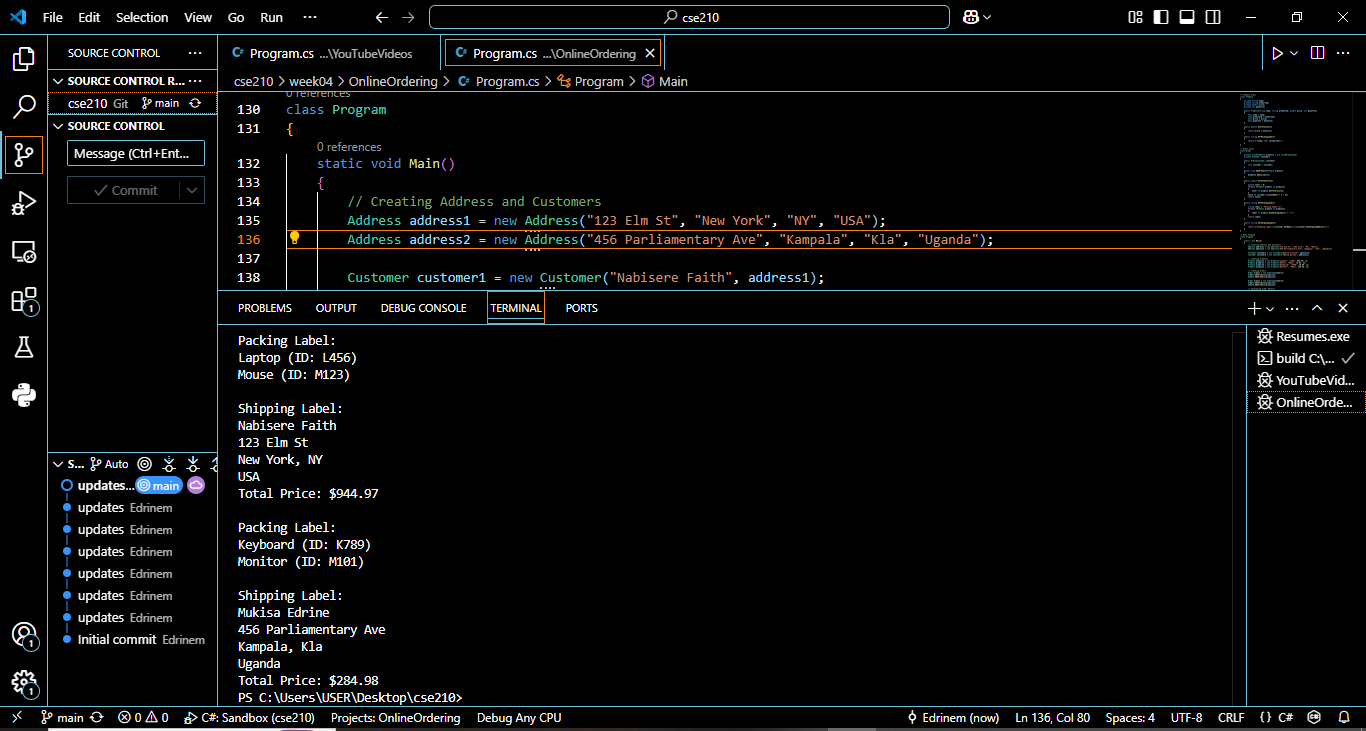 File Edit Selection View Go Run ··· cse210
SOURCE CONTROL ···
SOURCE CONTROL R... ···
cse210 Git main
SOURCE CONTROL
Message (Ctrl+Ent...
Commit
S... Auto
updates... main
updates Edrinem
updates Edrinem
updates Edrinem
updates Edrinem
updates Edrinem
updates Edrinem
Initial commit Edrinem
1
1
1
Program.cs ...\YouTubeVideos
Program.cs ...\OnlineOrdering
cse210 > week04 > OnlineOrdering > Program.cs > Program > Main
0 references
130 class Program
131 {
0 references
132 static void Main()
133 {
134 // Creating Address and Customers
135 Address address1 = new Address("123 Elm St", "New York", "NY", "USA");
136 Address address2 = new Address("456 Parliamentary Ave", "Kampala", "Kla", "Uganda");
137
138 Customer customer1 = new Customer("Nabisere Faith", address1);
PROBLEMS OUTPUT DEBUG CONSOLE TERMINAL PORTS
Packing Label:
Laptop (ID: L456)
Mouse (ID: M123)
Shipping Label:
Nabisere Faith
123 Elm St
New York, NY
USA
Total Price: $944.97
Packing Label:
Keyboard (ID: K789)
Monitor (ID: M101)
Shipping Label:
Mukisa Edrine
456 Parliamentary Ave
Kampala, Kla
Uganda
Total Price: $284.98
PS C:\Users\USER\Desktop\cse210>
Resumes.exe
build C:\...
YouTubeVid...
OnlineOrde...
main 0 0 C#: Sandbox (cse210) Projects: OnlineOrdering Debug Any CPU Edrinem (now) Ln 136, Col 80 Spaces: 4 UTF-8 CRLF {} C#